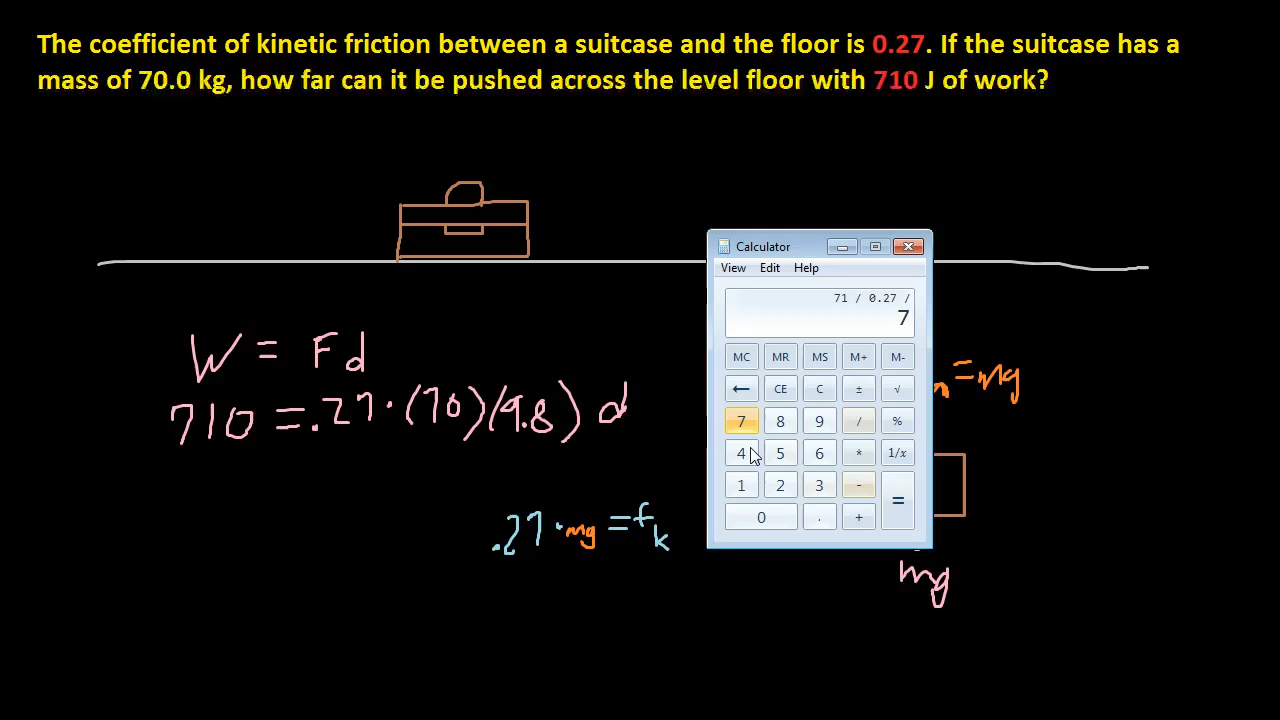 The coefficient of kinetic friction between a suitcase and the floor is 0.27. If the suitcase has a
mass of 70.0 kg, how far can it be pushed across the level floor with 710 J of work?
Calculator
View Edit Help
71 / 0.27 /
7
MC MR MS M+ M-
← CE C ± √
7 8 9 / %
4 5 6 * 1/x
1 2 3 - =
0 . +
W = Fd
710 = .27 · (70)(9.8) d
n = mg
.27 · mg = fk
mg